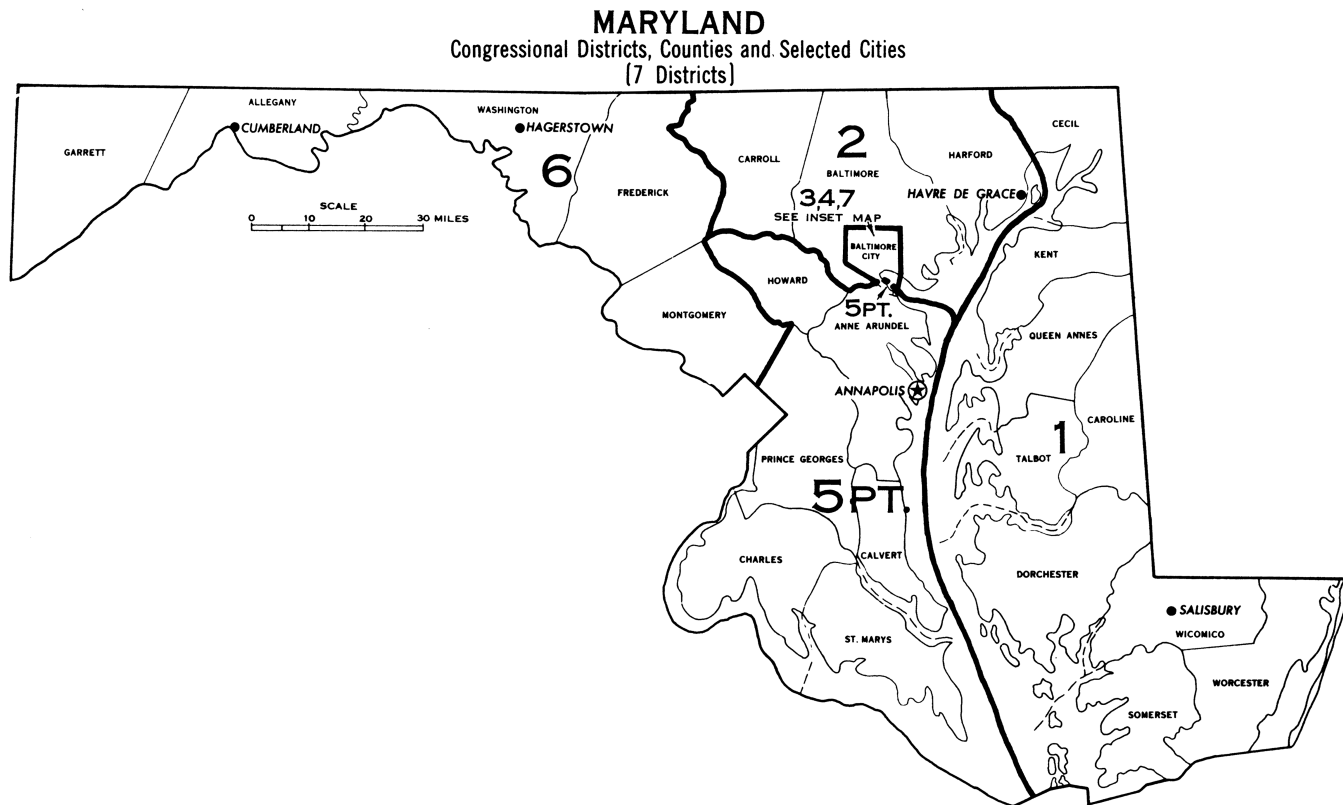 MARYLAND
Congressional Districts, Counties and Selected Cities
(7 Districts)
ALLEGANY
CUMBERLAND
GARRETT
WASHINGTON
HAGERSTOWN
6
FREDERICK
SCALE
0 10 20 30 MILES
CARROLL
2
BALTIMORE
HARFORD
CECIL
HAVRE DE GRACE
3,4,7
SEE INSET MAP
BALTIMORE
CITY
KENT
HOWARD
MONTGOMERY
5PT.
ANNE ARUNDEL
QUEEN ANNES
ANNAPOLIS
CAROLINE
1
TALBOT
PRINCE GEORGES
5PT.
CHARLES
CALVERT
DORCHESTER
SALISBURY
WICOMICO
ST. MARYS
WORCESTER
SOMERSET